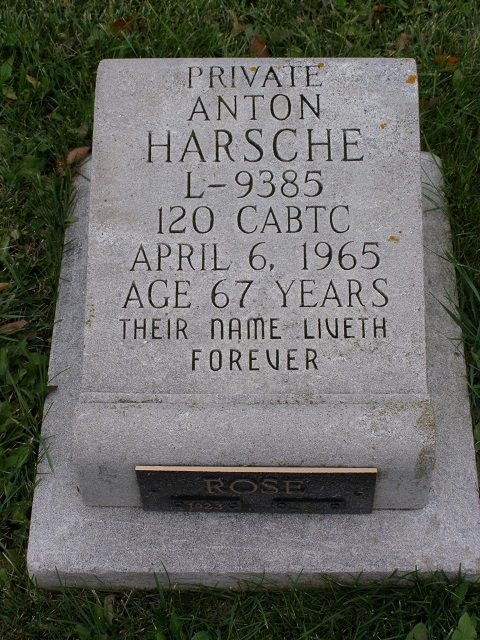 PRIVATE
ANTON
HARSCHE
L-9385
120 CABTC
APRIL 6, 1965
AGE 67 YEARS
THEIR NAME LIVETH
FOREVER
ROSE